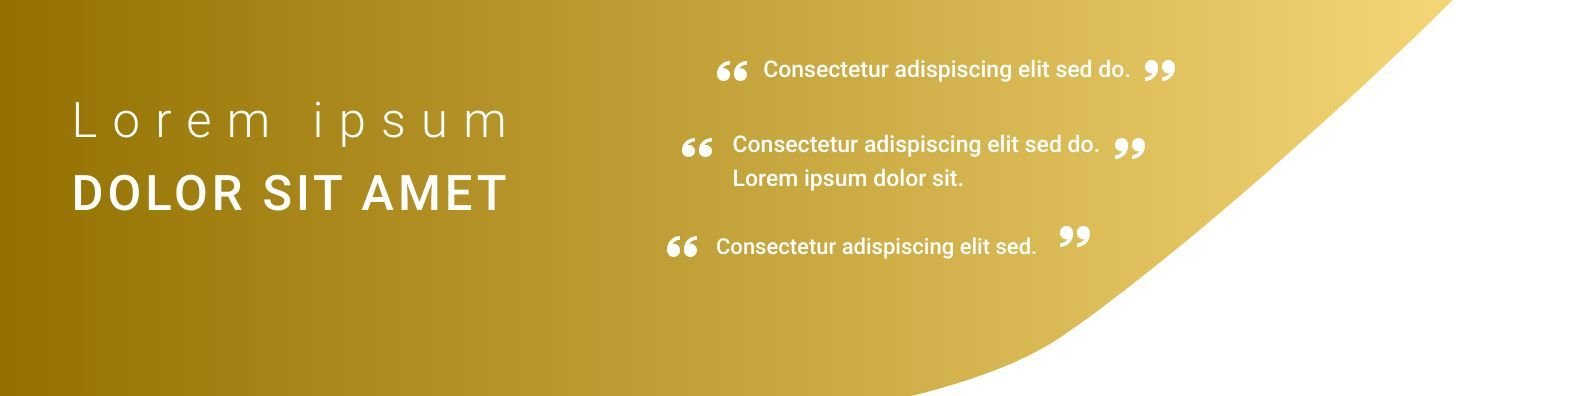 Lorem ipsum
DOLOR SIT AMET
“ Consectetur adispiscing elit sed do. ”
“ Consectetur adispiscing elit sed do. ”
Lorem ipsum dolor sit.
“ Consectetur adispiscing elit sed. ”